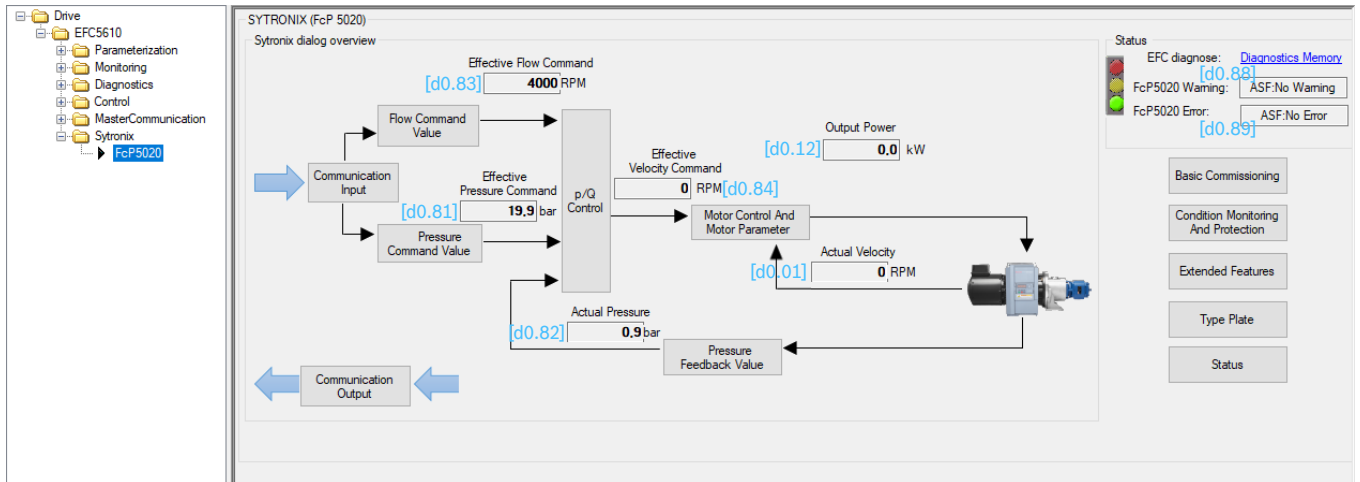 Drive
EFC5610
Parameterization
Monitoring
Diagnostics
Control
MasterCommunication
Sytronix
FcP5020
SYTRONIX (FcP 5020)
Sytronix dialog overview
Effective Flow Command
[d0.83] 4000 RPM
Flow Command
Value
Communication
Input
Effective
Pressure Command
[d0.81] 19,9 bar
Pressure
Command Value
p/Q
Control
Effective
Velocity Command
0 RPM [d0.84]
Output Power
[d0.12] 0,0 kW
Motor Control And
Motor Parameter
Actual Velocity
[d0.01] 0 RPM
Actual Pressure
[d0.82] 0,9 bar
Pressure
Feedback Value
Communication
Output
Status
EFC diagnose: Diagnostics Memory
[d0.88]
FcP5020 Warning: ASF:No Warning
FcP5020 Error: ASF:No Error
[d0.89]
Basic Commissioning
Condition Monitoring
And Protection
Extended Features
Type Plate
Status